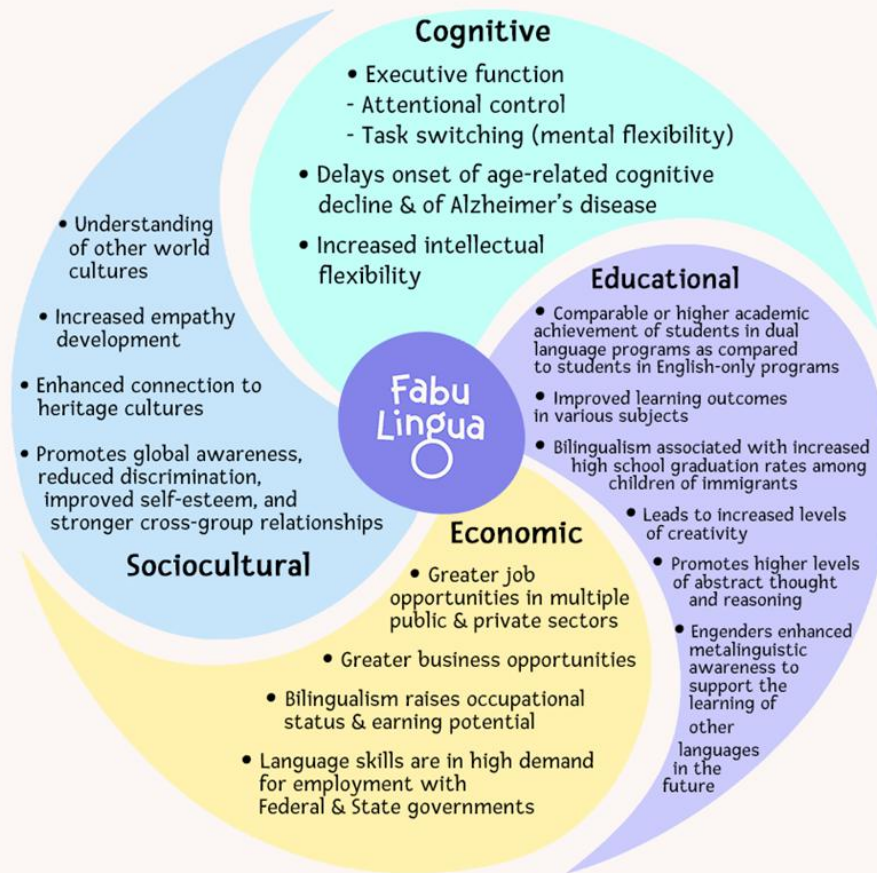 Cognitive
• Executive function
- Attentional control
- Task switching (mental flexibility)
• Delays onset of age-related cognitive
decline & of Alzheimer's disease
• Increased intellectual
flexibility
Educational
• Comparable or higher academic
achievement of students in dual
language programs as compared
to students in English-only programs
• Improved learning outcomes
in various subjects
• Bilingualism associated with increased
high school graduation rates among
children of immigrants
• Leads to increased levels
of creativity
• Promotes higher levels
of abstract thought
and reasoning
• Engenders enhanced
metalinguistic
awareness to
support the
learning of
other
languages
in the
future
Economic
• Greater job
opportunities in multiple
public & private sectors
• Greater business opportunities
• Bilingualism raises occupational
status & earning potential
• Language skills are in high demand
for employment with
Federal & State governments
• Understanding
of other world
cultures
• Increased empathy
development
• Enhanced connection to
heritage cultures
• Promotes global awareness,
reduced discrimination,
improved self-esteem, and
stronger cross-group relationships
Sociocultural
Fabu
Lingua